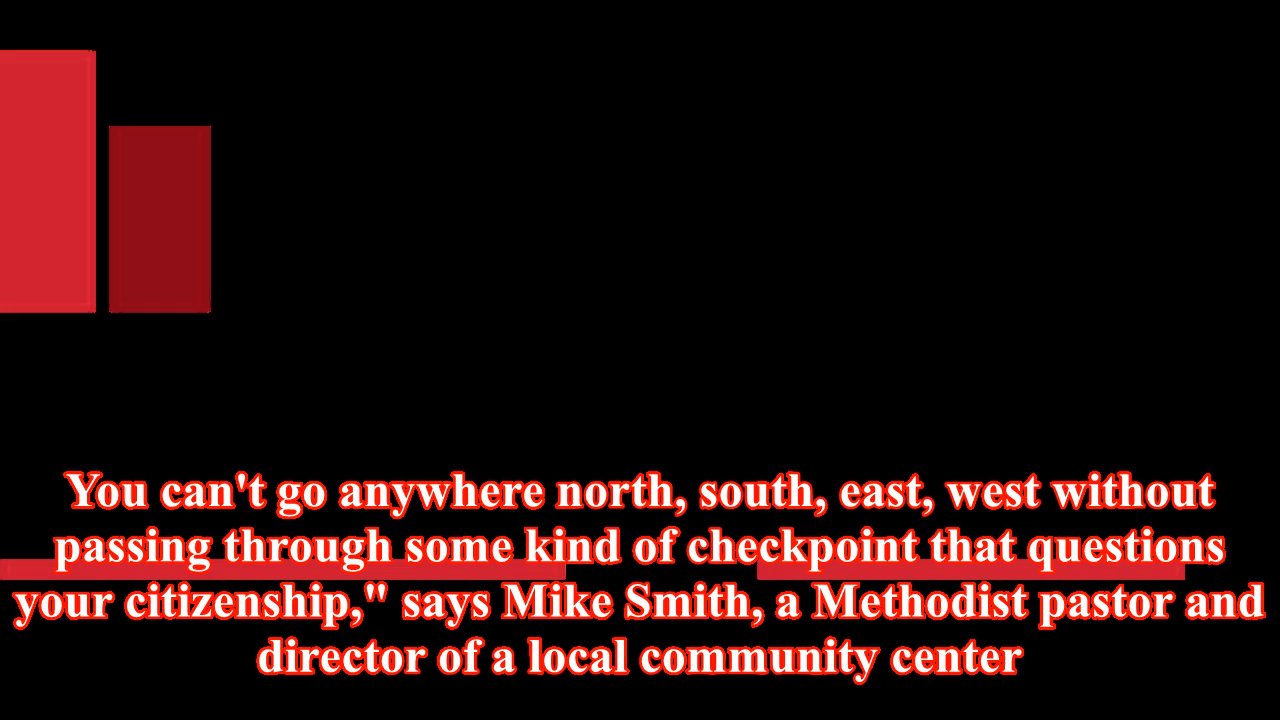 You can't go anywhere north, south, east, west without
passing through some kind of checkpoint that questions
your citizenship," says Mike Smith, a Methodist pastor and
director of a local community center